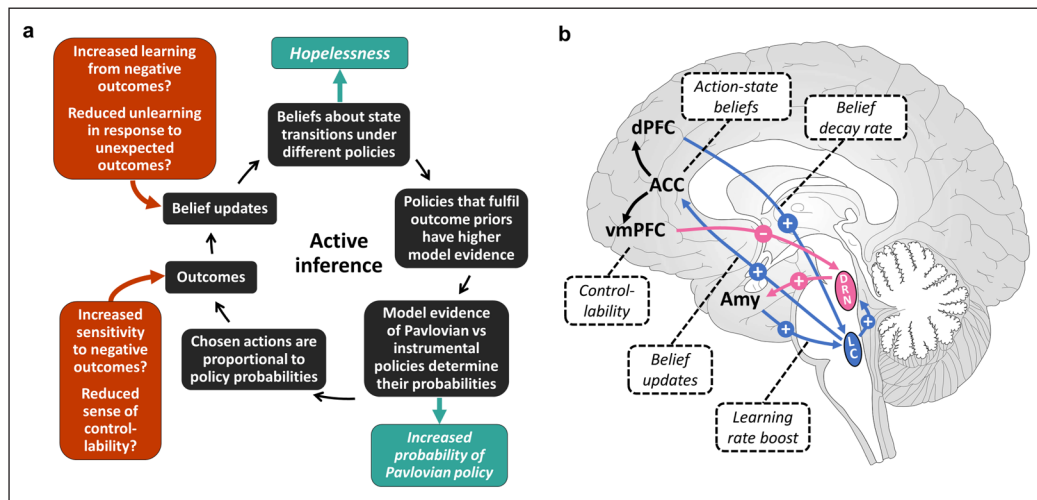 a
Increased
learning
from negative
outcomes?
Reduced
unlearning
in response to
unexpected
outcomes?
Hopelessness
Beliefs about state
transitions under
different policies
Belief updates
Policies that fulfil
outcome priors
have higher
model evidence
Active
inference
Outcomes
Increased
sensitivity
to negative
outcomes?
Reduced
sense of
control-
lability?
Chosen actions are
proportional to
policy probabilities
Model evidence
of Pavlovian vs
instrumental
policies determine
their probabilities
Increased
probability of
Pavlovian policy
b
Action-state
beliefs
Belief
decay rate
dPFC
ACC
vmPFC
+
−
Control-
lability
+
+
Amy
+
+
DRN
LC
Belief
updates
Learning
rate boost